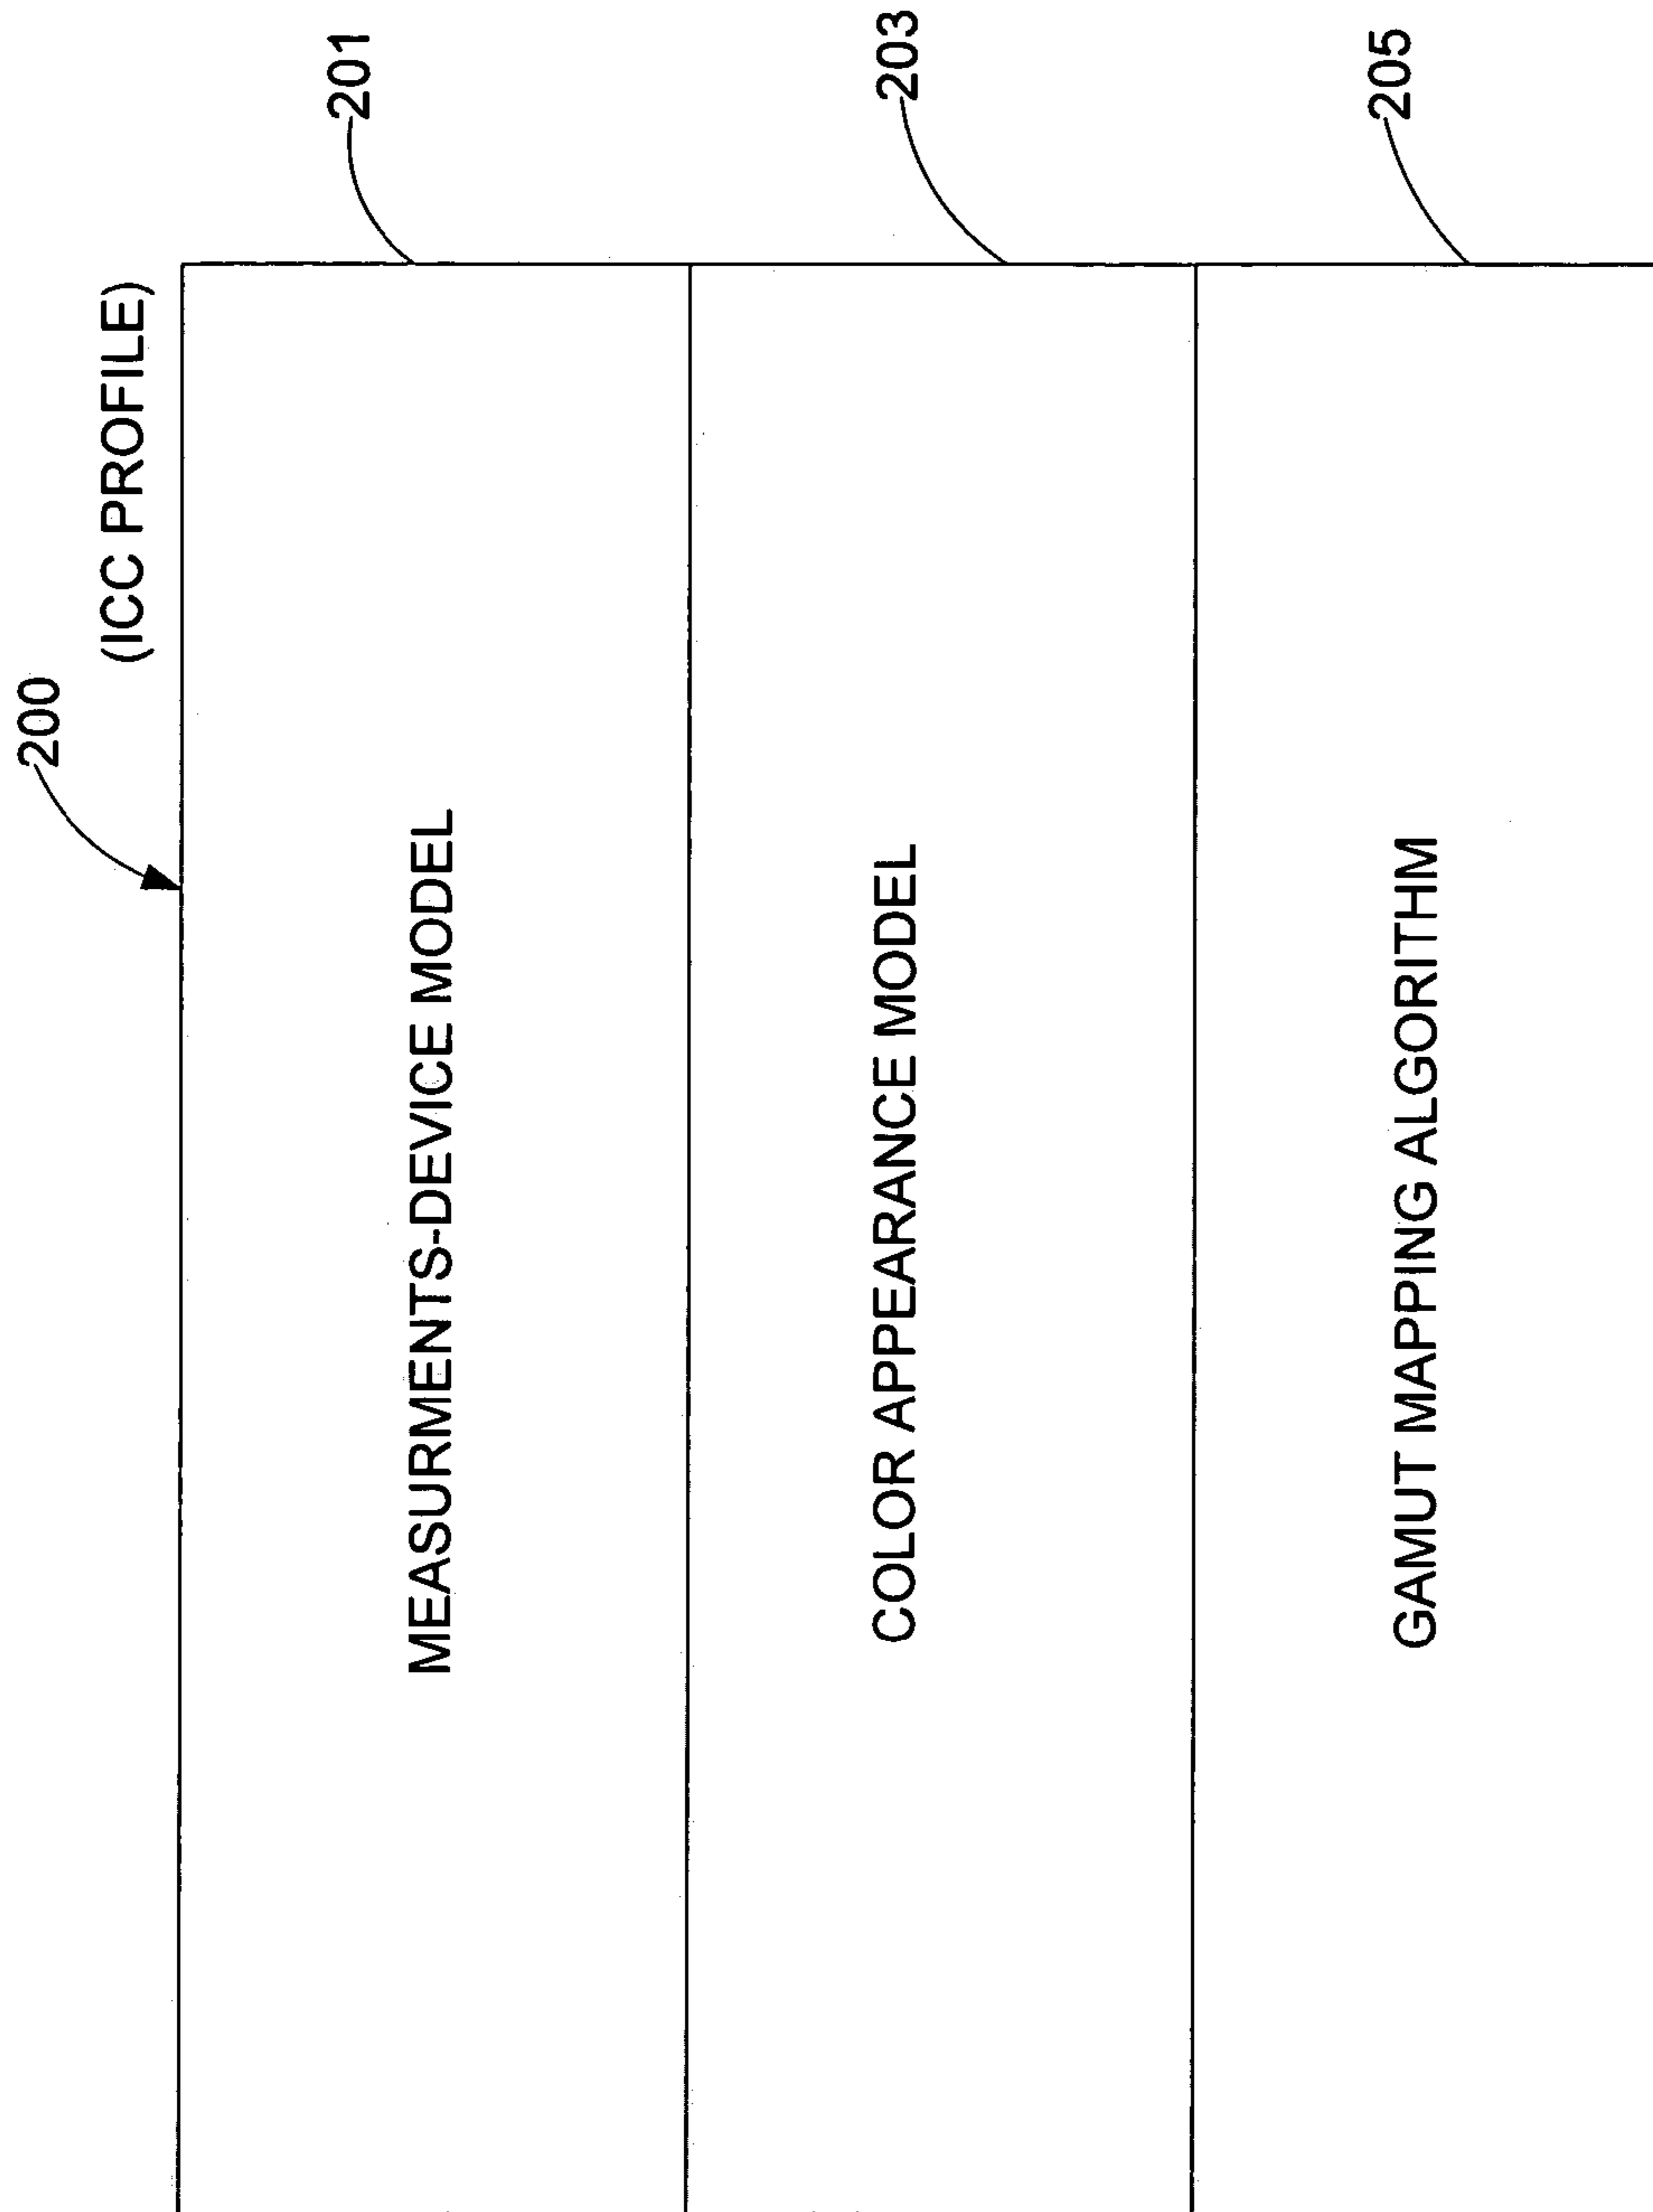 200
(ICC PROFILE)
MEASURMENTS-DEVICE MODEL
201
COLOR APPEARANCE MODEL
203
GAMUT MAPPING ALGORITHM
205